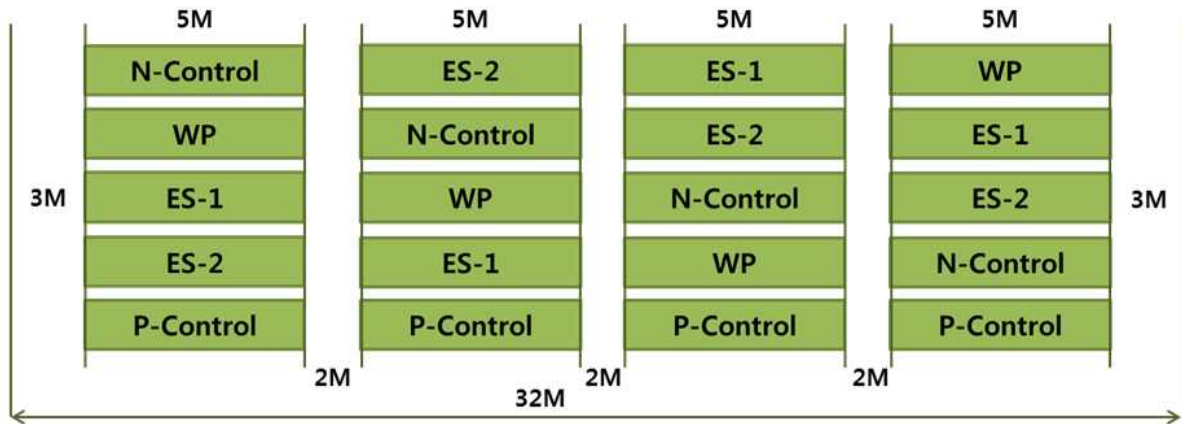 5M 5M 5M 5M
N-Control ES-2 ES-1 WP
WP N-Control ES-2 ES-1
3M ES-1 WP N-Control ES-2 3M
ES-2 ES-1 WP N-Control
P-Control P-Control P-Control P-Control
2M 2M 2M
32M